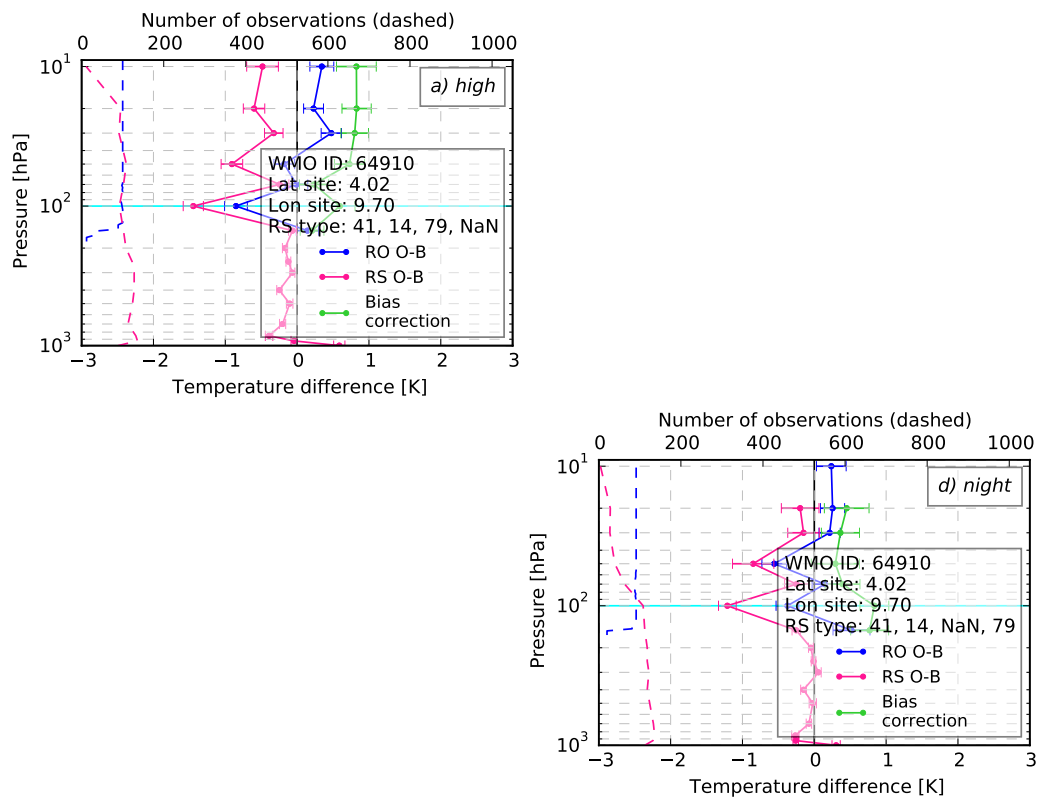 Number of observations (dashed)
0 200 400 600 800 1000
10¹
a) high
WMO ID: 64910
Lat site: 4.02
10²
Lon site: 9.70
RS type: 41, 14, 79, NaN
RO O-B
RS O-B
Bias
correction
10³
Pressure [hPa]
−3 −2 −1 0 1 2 3
Temperature difference [K]
Number of observations (dashed)
0 200 400 600 800 1000
10¹
d) night
WMO ID: 64910
Lat site: 4.02
10²
Lon site: 9.70
RS type: 41, 14, NaN, 79
RO O-B
RS O-B
Bias
correction
10³
Pressure [hPa]
−3 −2 −1 0 1 2 3
Temperature difference [K]